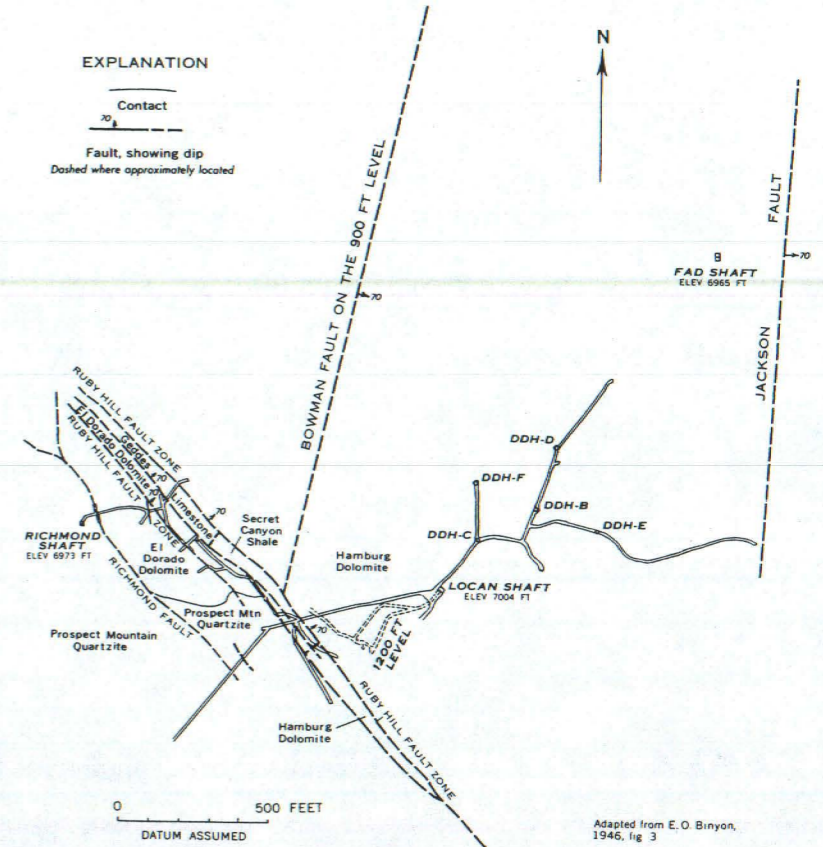 EXPLANATION
Contact
70
Fault, showing dip
Dashed where approximately located
N
BOWMAN FAULT ON THE 900 FT LEVEL
70
FAD SHAFT
ELEV 6965 FT
JACKSON FAULT
70
RUBY HILL FAULT ZONE
Geddes Limestone
El Dorado Dolomite
RUBY HILL FAULT ZONE
70
70
70
Secret
Canyon
Shale
RICHMOND
SHAFT
ELEV 6973 FT
El
Dorado
Dolomite
RICHMOND FAULT
Prospect Mtn
Quartzite
Prospect Mountain
Quartzite
Hamburg
Dolomite
DDH-D
DDH-F
DDH-B
DDH-E
DDH-C
LOCAN SHAFT
ELEV 7004 FT
1200 FT
LEVEL
70
RUBY HILL FAULT ZONE
Hamburg
Dolomite
0 500 FEET
DATUM ASSUMED
Adapted from E. O. Binyon,
1946, fig 3